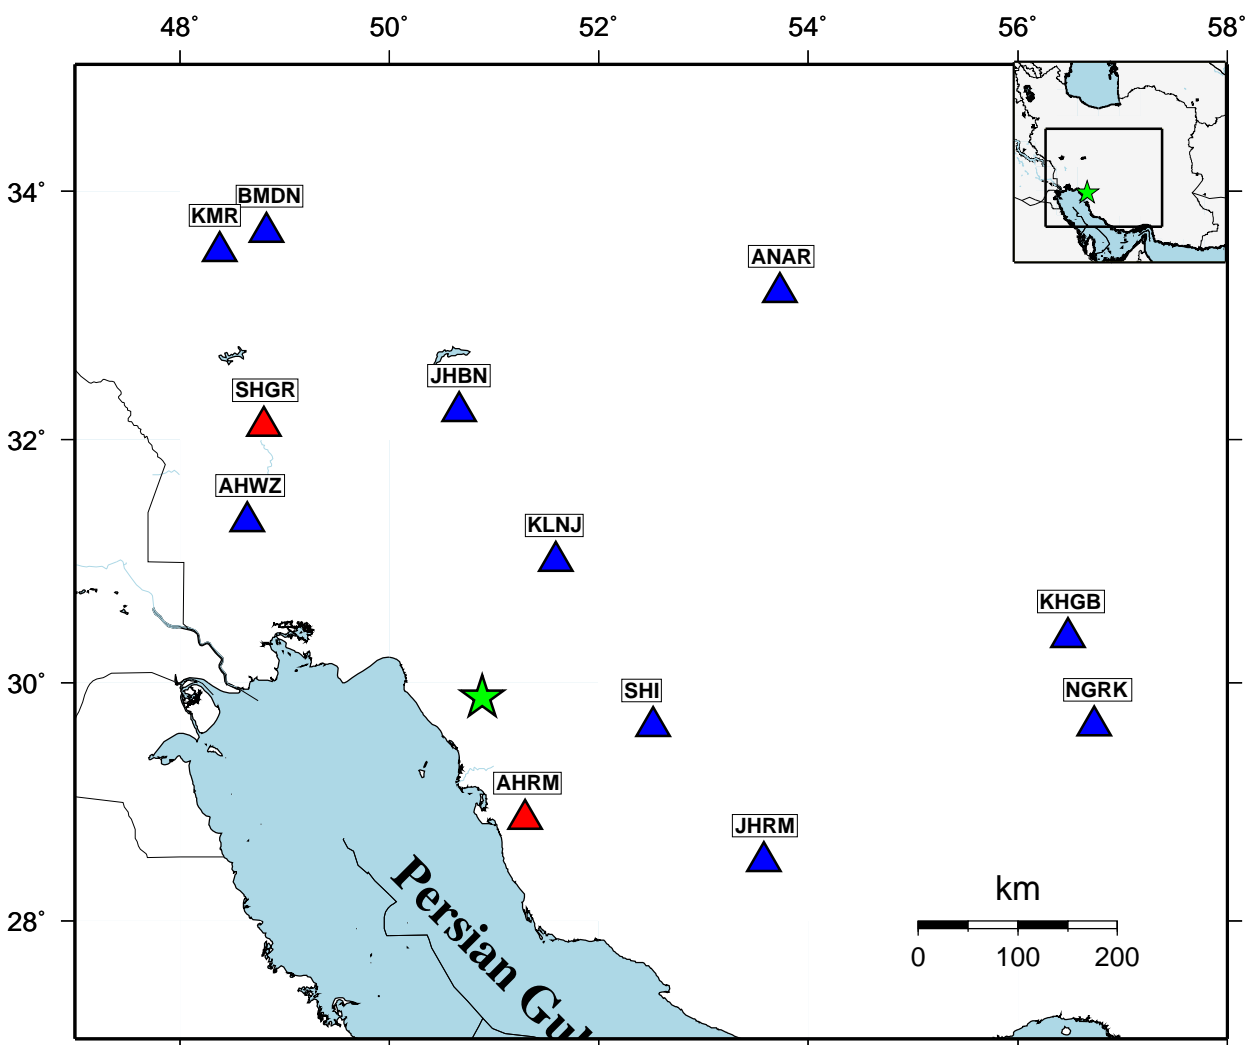 48° 50° 52° 54° 56° 58°
34°
BMDN
KMR
ANAR
JHBN
SHGR
32°
AHWZ
KLNJ
KHGB
30°
SHI
NGRK
AHRM
JHRM
km
28°
0 100 200
Persian Gul